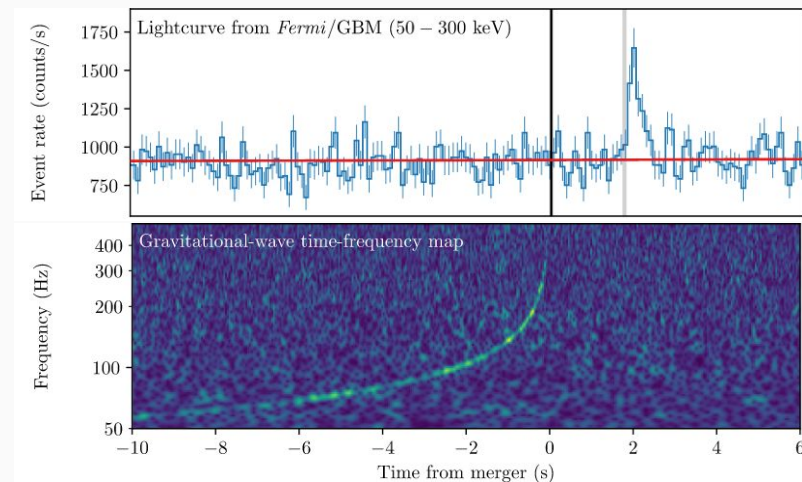 Lightcurve from Fermi/GBM (50 − 300 keV)
Event rate (counts/s)
1750
1500
1250
1000
750
Gravitational-wave time-frequency map
Frequency (Hz)
400
300
200
100
50
−10 −8 −6 −4 −2 0 2 4 6
Time from merger (s)